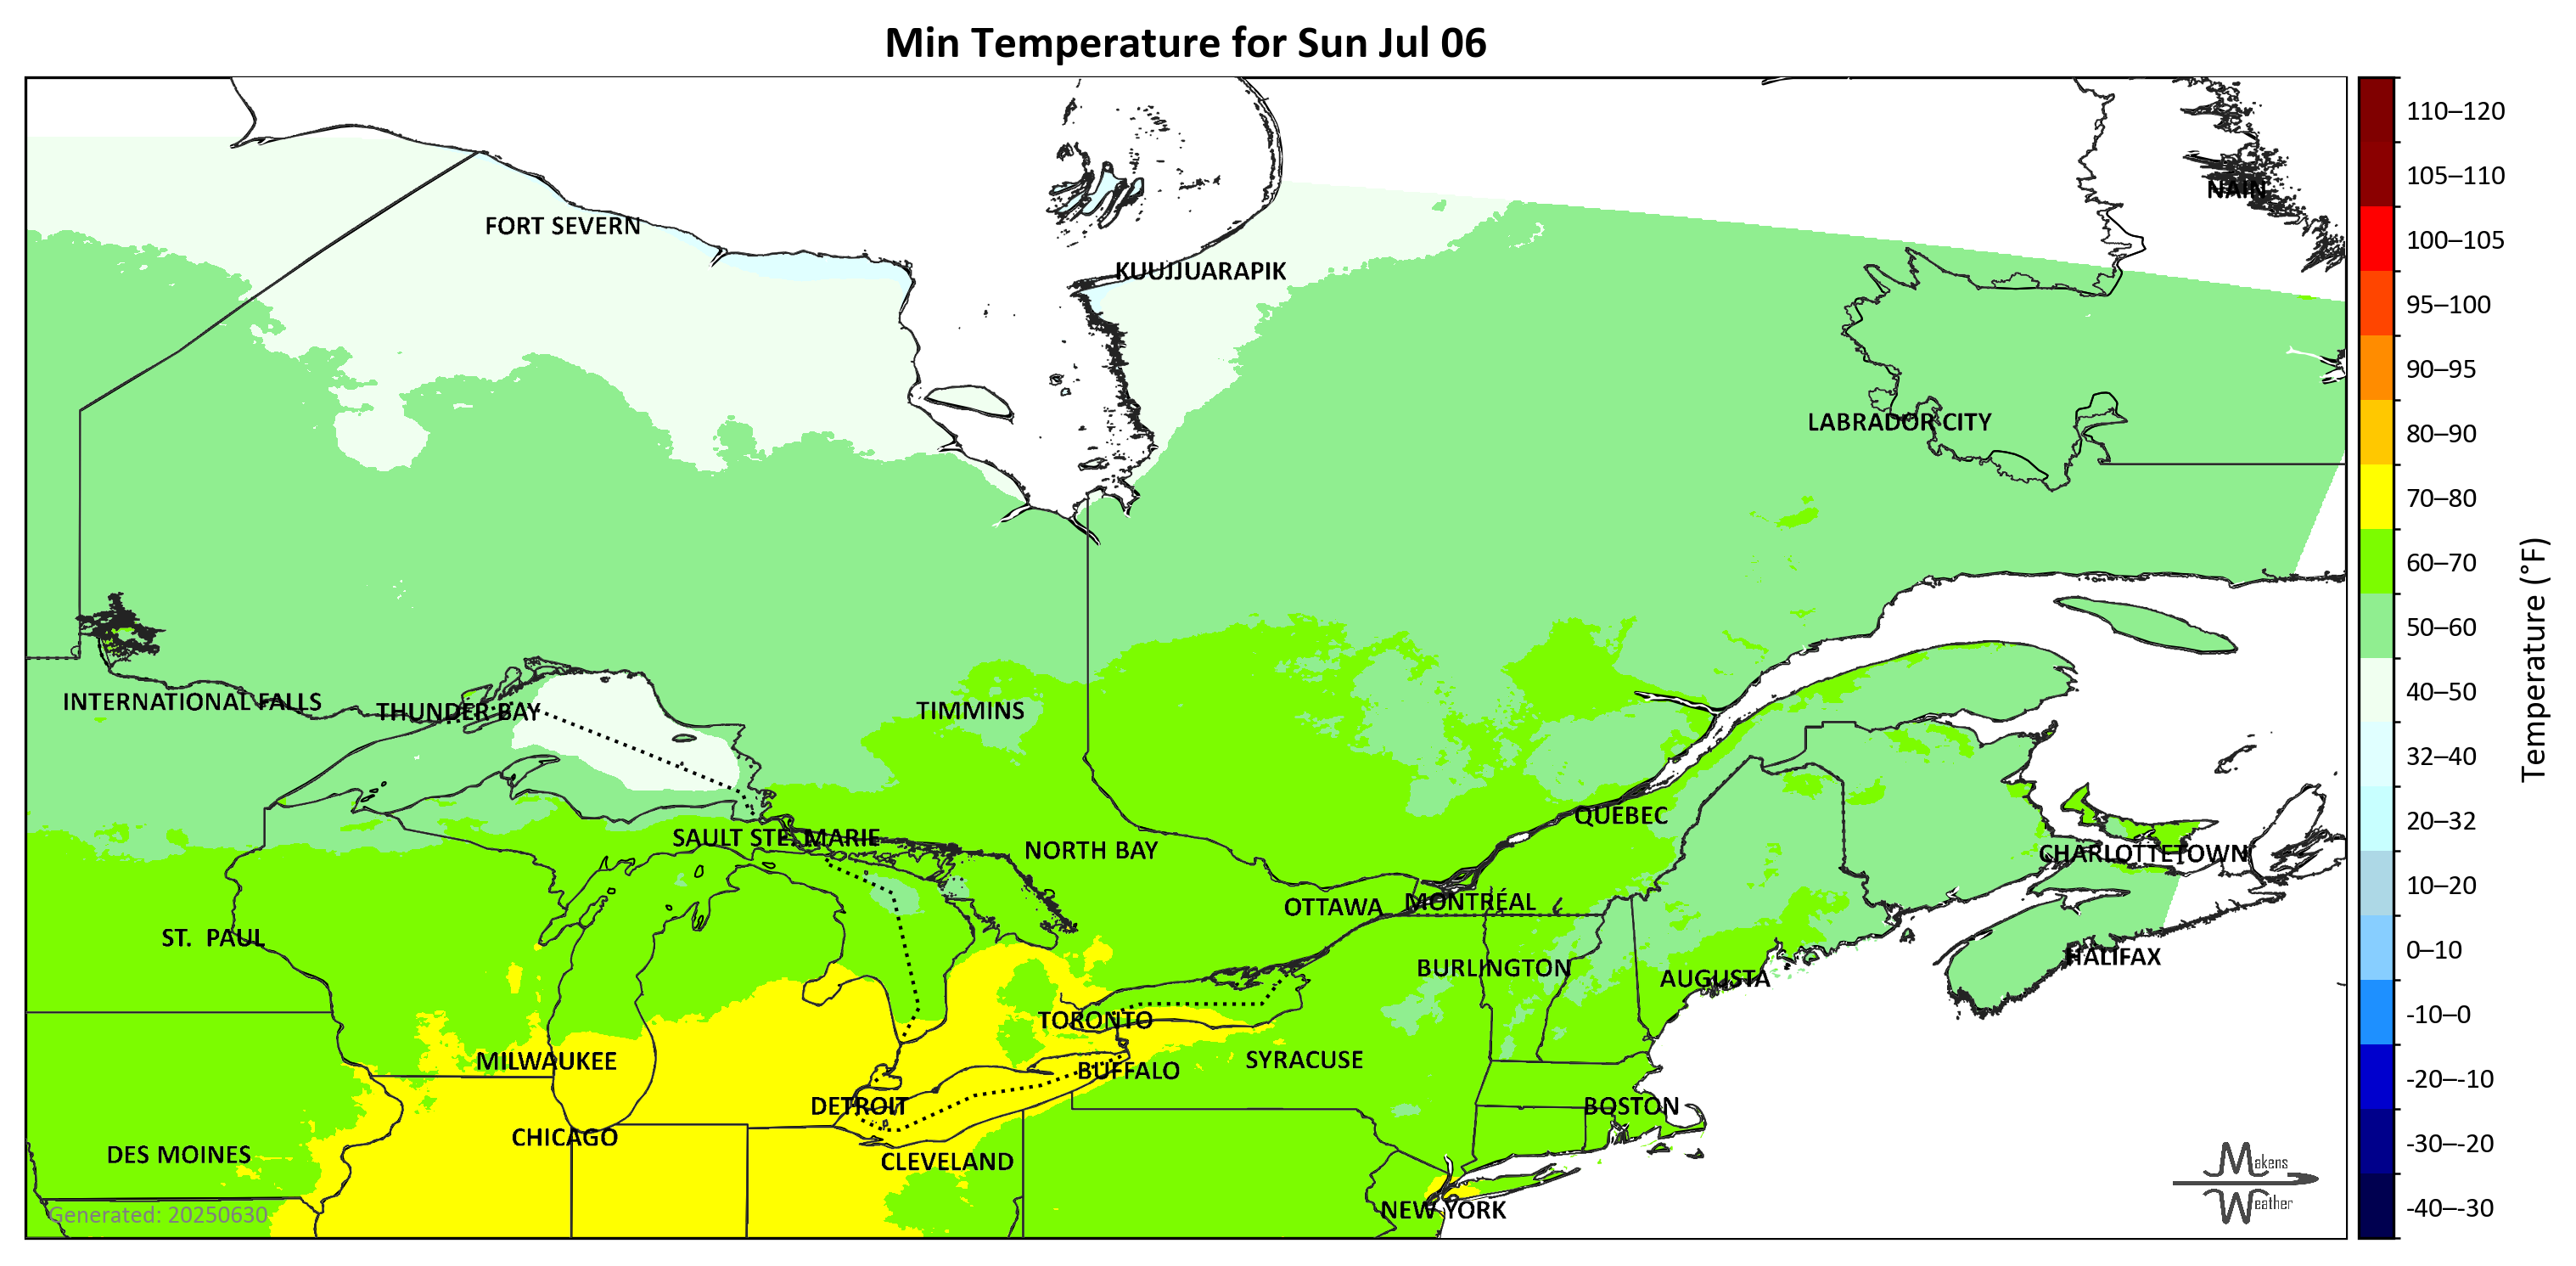 Min Temperature for Sun Jul 06
110–120
105–110
NAIN
100–105
FORT SEVERN
KUUJJUARAPIK
95–100
90–95
LABRADOR CITY
80–90
70–80
60–70
Temperature (°F)
50–60
INTERNATIONAL FALLS
THUNDER BAY
TIMMINS
40–50
32–40
QUÉBEC
20–32
SAULT STE. MARIE
NORTH BAY
CHARLOTTETOWN
10–20
OTTAWA
MONTRÉAL
ST. PAUL
0–10
HALIFAX
BURLINGTON
AUGUSTA
TORONTO
-10–0
MILWAUKEE
SYRACUSE
BUFFALO
-20–-10
DETROIT
BOSTON
CHICAGO
-30–-20
DES MOINES
CLEVELAND
Makens
Weather
NEW YORK
-40–-30
Generated: 20250630